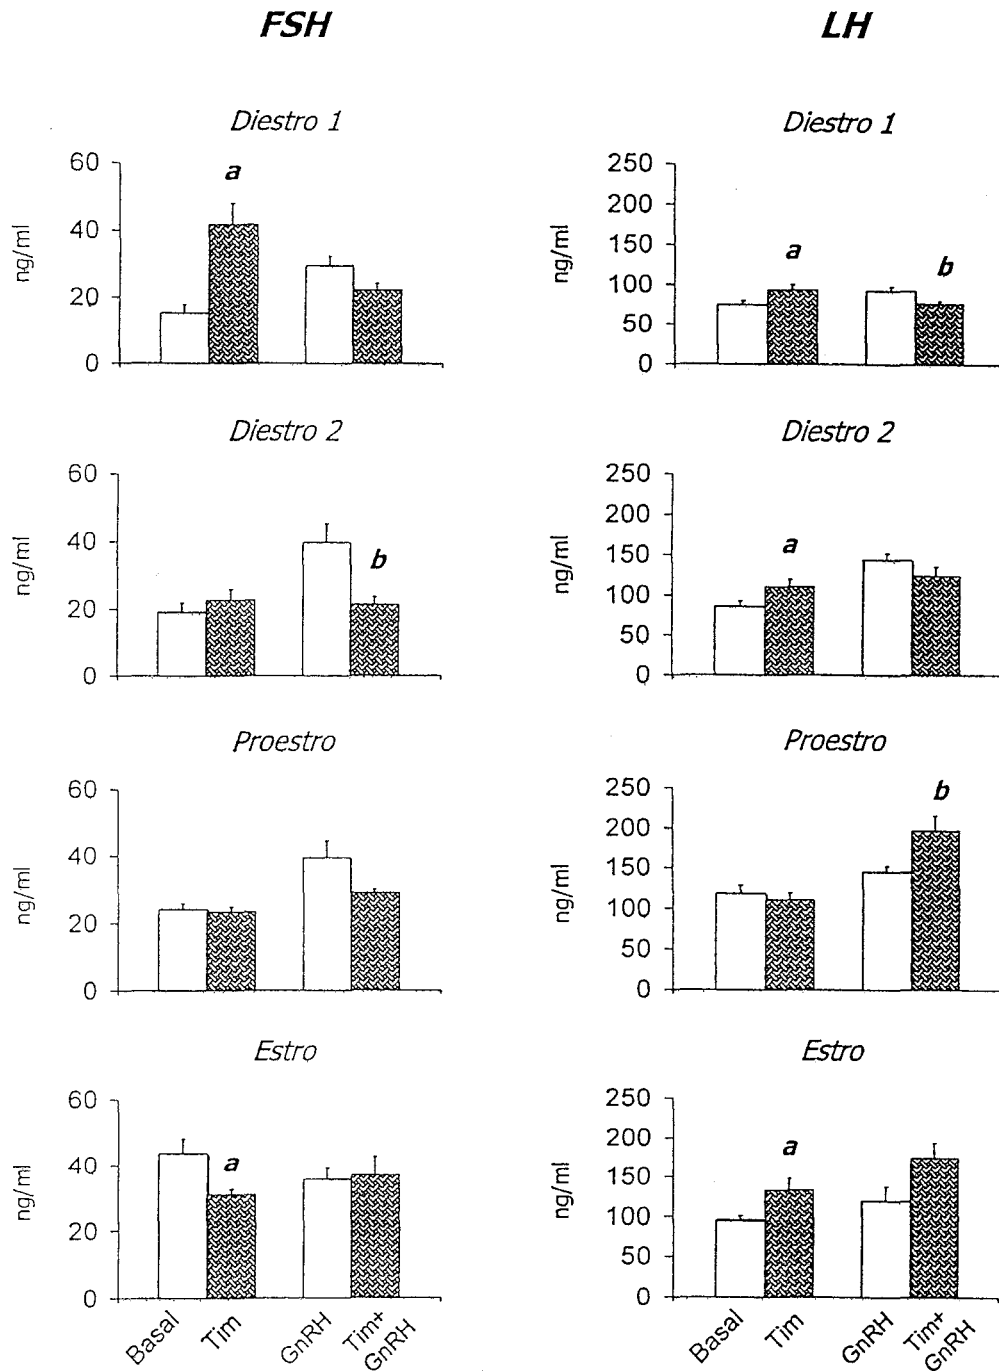 FSH
LH
Diestro 1
a
60
40
20
0
ng/ml
Diestro 1
a
b
250
200
150
100
50
0
ng/ml
Diestro 2
b
60
40
20
0
ng/ml
Diestro 2
a
250
200
150
100
50
0
ng/ml
Proestro
60
40
20
0
ng/ml
Proestro
b
250
200
150
100
50
0
ng/ml
Estro
a
60
40
20
0
ng/ml
Basal
Tim
GnRH
Tim+
GnRH
Estro
a
250
200
150
100
50
0
ng/ml
Basal
Tim
GnRH
Tim+
GnRH